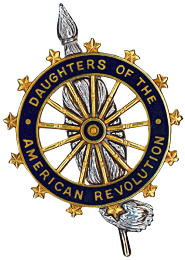 DAUGHTERS OF THE
AMERICAN REVOLUTION